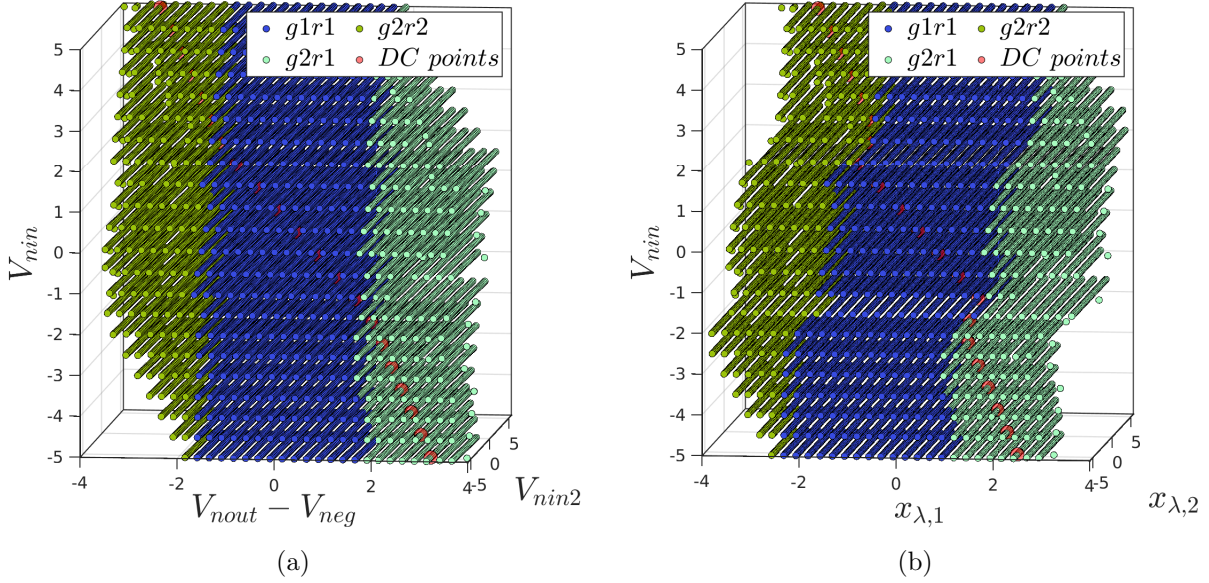 g1r1 g2r2
g2r1 DC points
5
4
3
2
1
0
-1
-2
-3
-4
-5
V_{nin}
-4 -2 0 2 4
-5 0 5
V_{nout} − V_{neg}
V_{nin2}
(a)
g1r1 g2r2
g2r1 DC points
5
4
3
2
1
0
-1
-2
-3
-4
-5
V_{nin}
-4 -2 0 2 4
-5 0 5
x_{λ,1}
x_{λ,2}
(b)